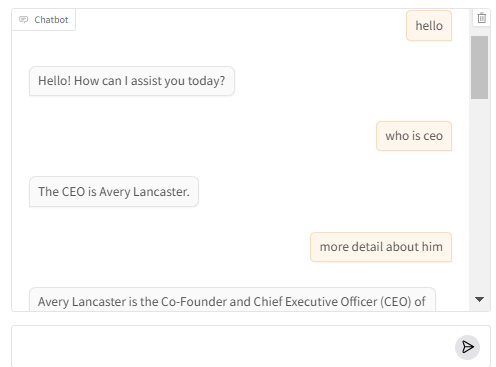 Chatbot
hello
Hello! How can I assist you today?
who is ceo
The CEO is Avery Lancaster.
more detail about him
Avery Lancaster is the Co-Founder and Chief Executive Officer (CEO) of